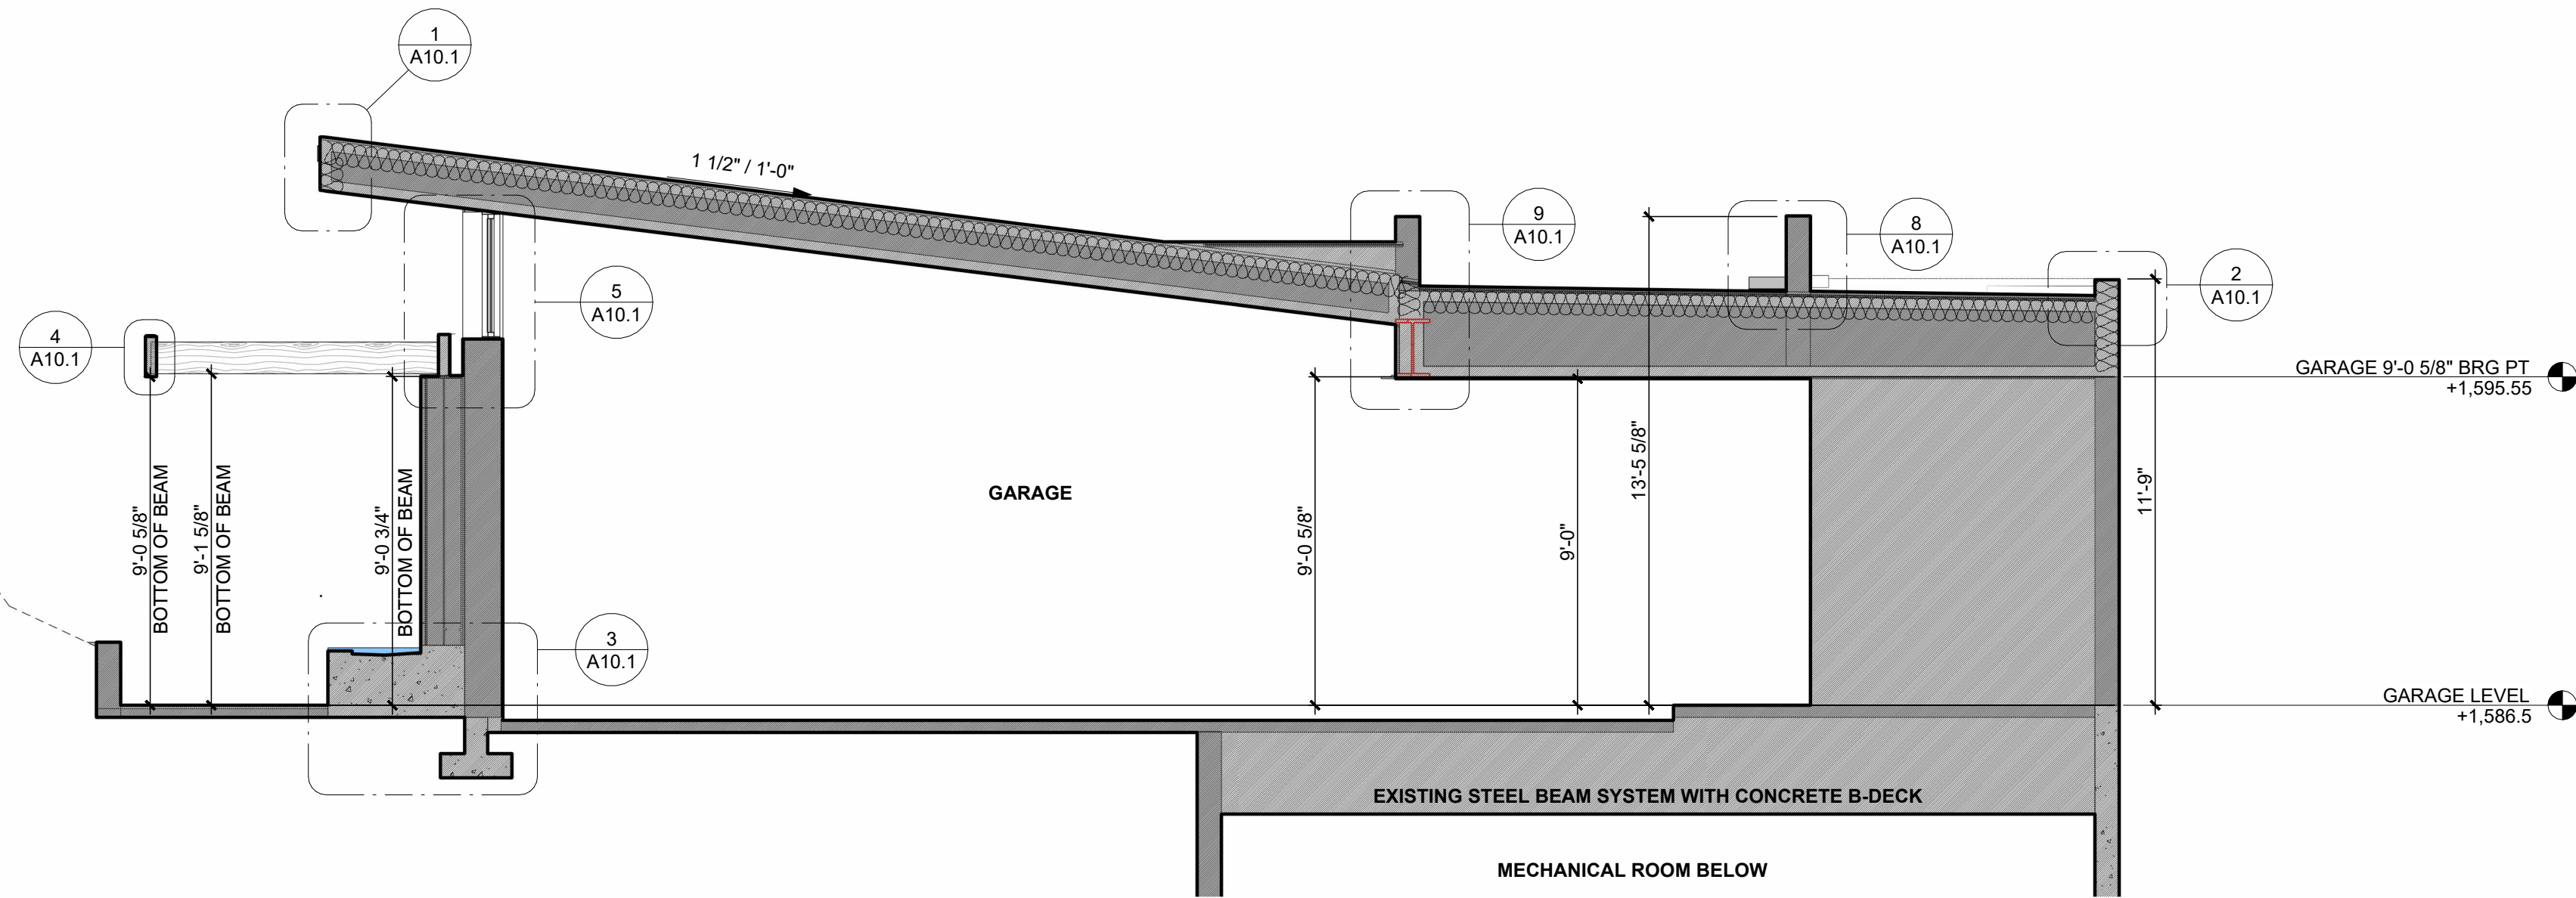 1
A10.1
1 1/2" / 1'-0"
9
A10.1
8
A10.1
2
A10.1
5
A10.1
4
A10.1
GARAGE 9'-0 5/8" BRG PT
+1,595.55
9'-0 5/8"
BOTTOM OF BEAM
9'-1 5/8"
BOTTOM OF BEAM
9'-0 3/4"
BOTTOM OF BEAM
GARAGE
9'-0 5/8"
9'-0"
13'-5 5/8"
11'-9"
3
A10.1
GARAGE LEVEL
+1,586.5
EXISTING STEEL BEAM SYSTEM WITH CONCRETE B-DECK
MECHANICAL ROOM BELOW